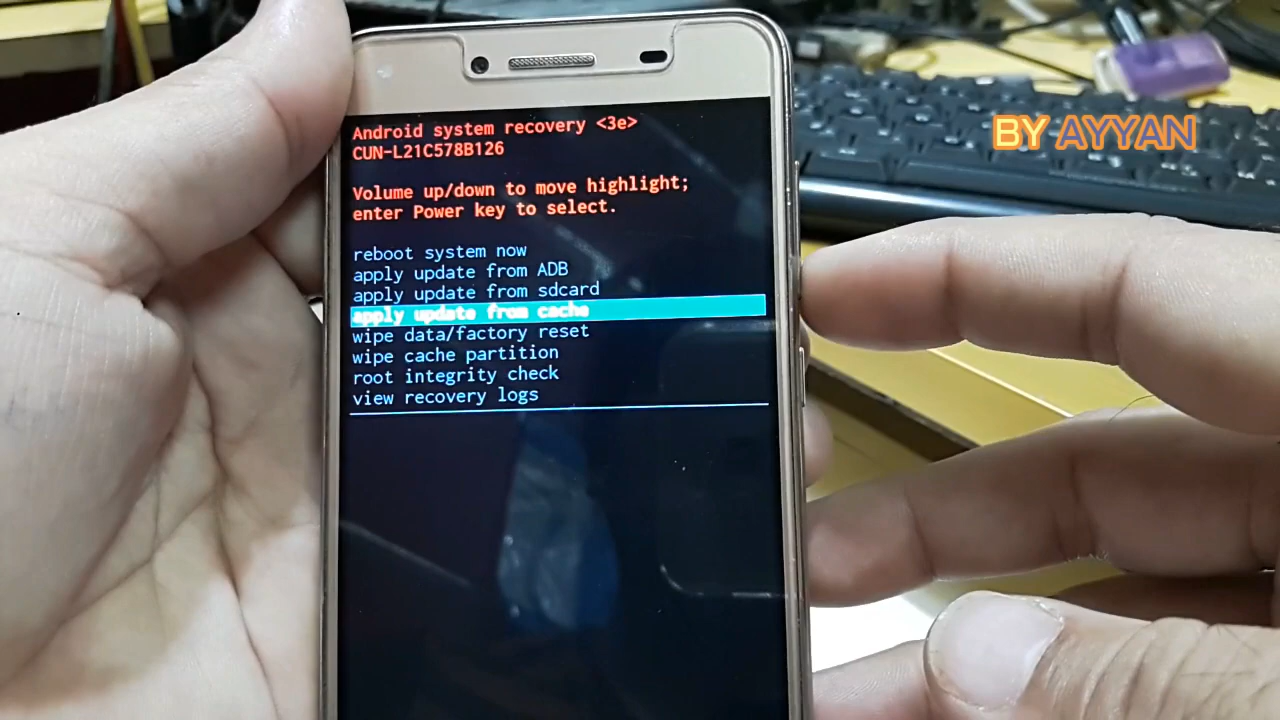 BY AYYAN
Android system recovery <3e>
CUN-L21C578B126
Volume up/down to move highlight;
enter Power key to select.
reboot system now
apply update from ADB
apply update from sdcard
apply update from cache
wipe data/factory reset
wipe cache partition
root integrity check
view recovery logs